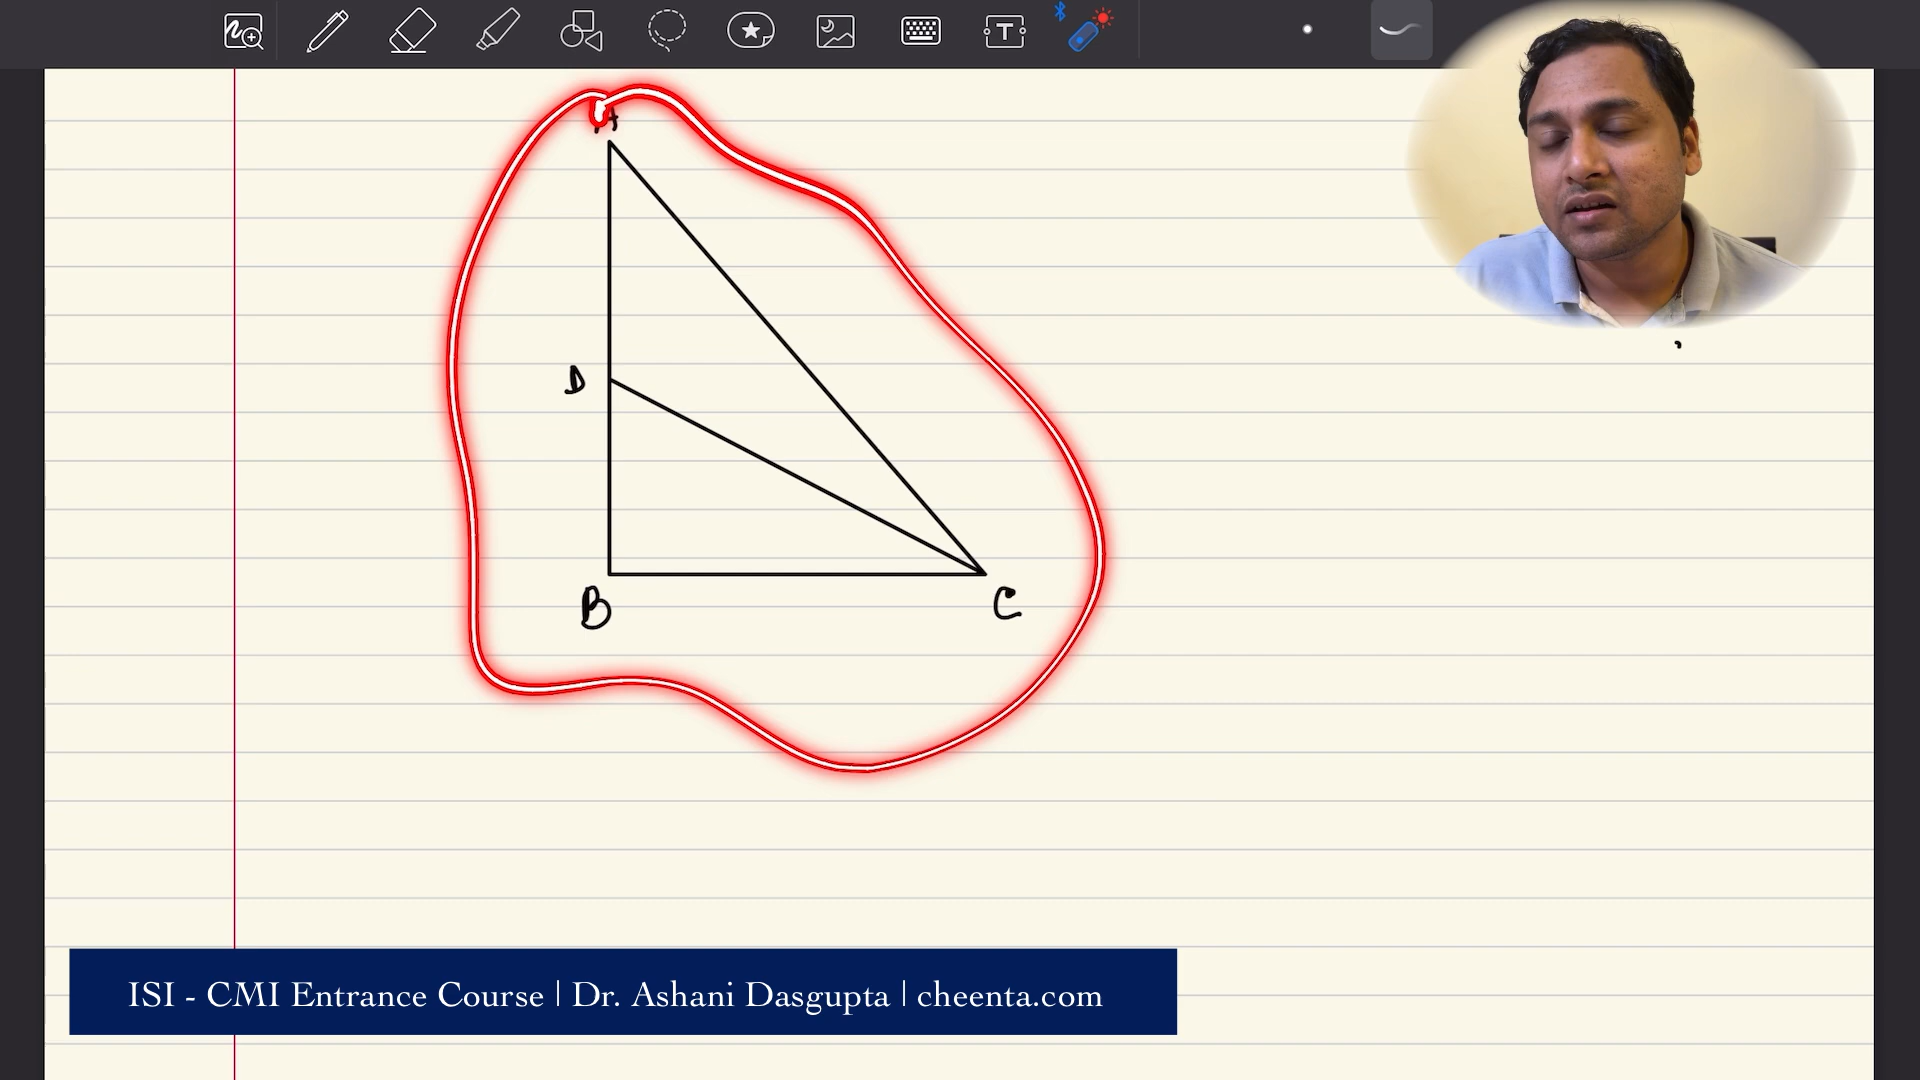 T
A
D
B
C
ISI - CMI Entrance Course | Dr. Ashani Dasgupta | cheenta.com